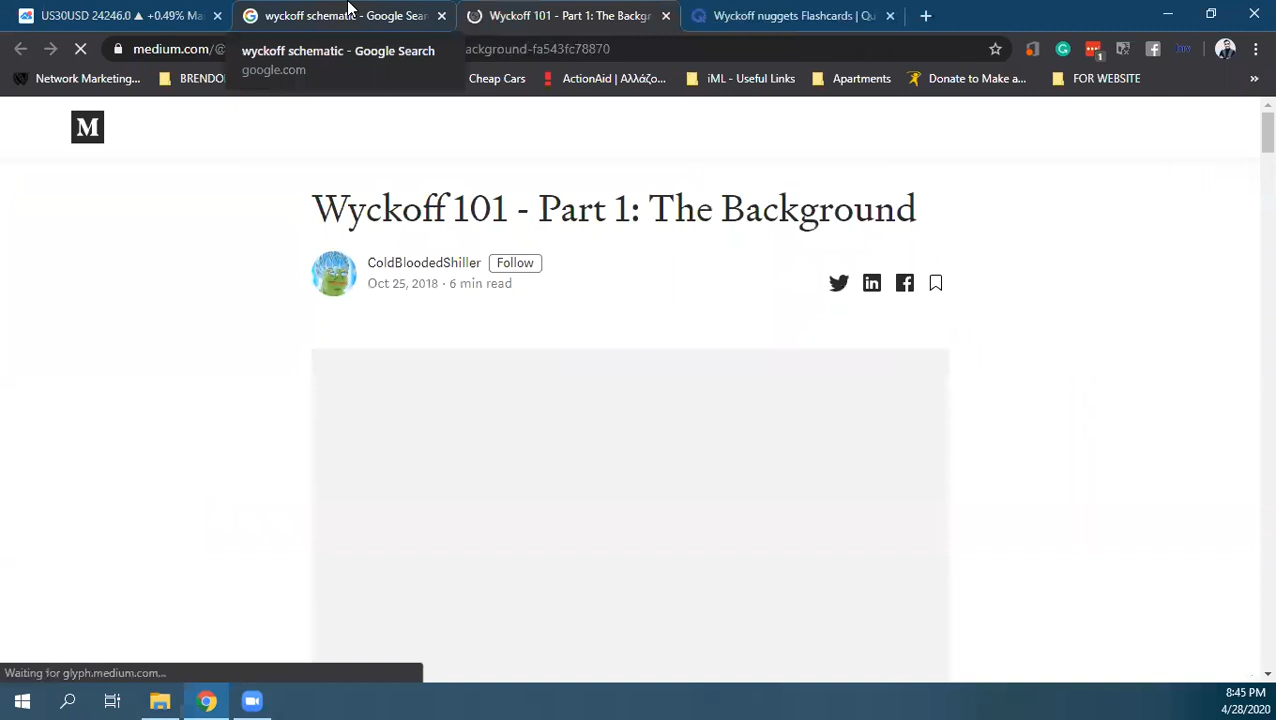 US30USD 24246.0 ▲ +0.49% Ma
wyckoff schematic - Google Sear
Wyckoff 101 - Part 1: The Backgr
Wyckoff nuggets Flashcards | Qu
medium.com/@
ackground-fa543fc78870
wyckoff schematic - Google Search
google.com
Network Marketing...
BRENDO
Cheap Cars
ActionAid | Αλλάζο...
iML - Useful Links
Apartments
Donate to Make a...
FOR WEBSITE
»
1
M
Wyckoff 101 - Part 1: The Background
ColdBloodedShiller Follow
Oct 25, 2018 · 6 min read
Waiting for glyph.medium.com...
8:45 PM
4/28/2020